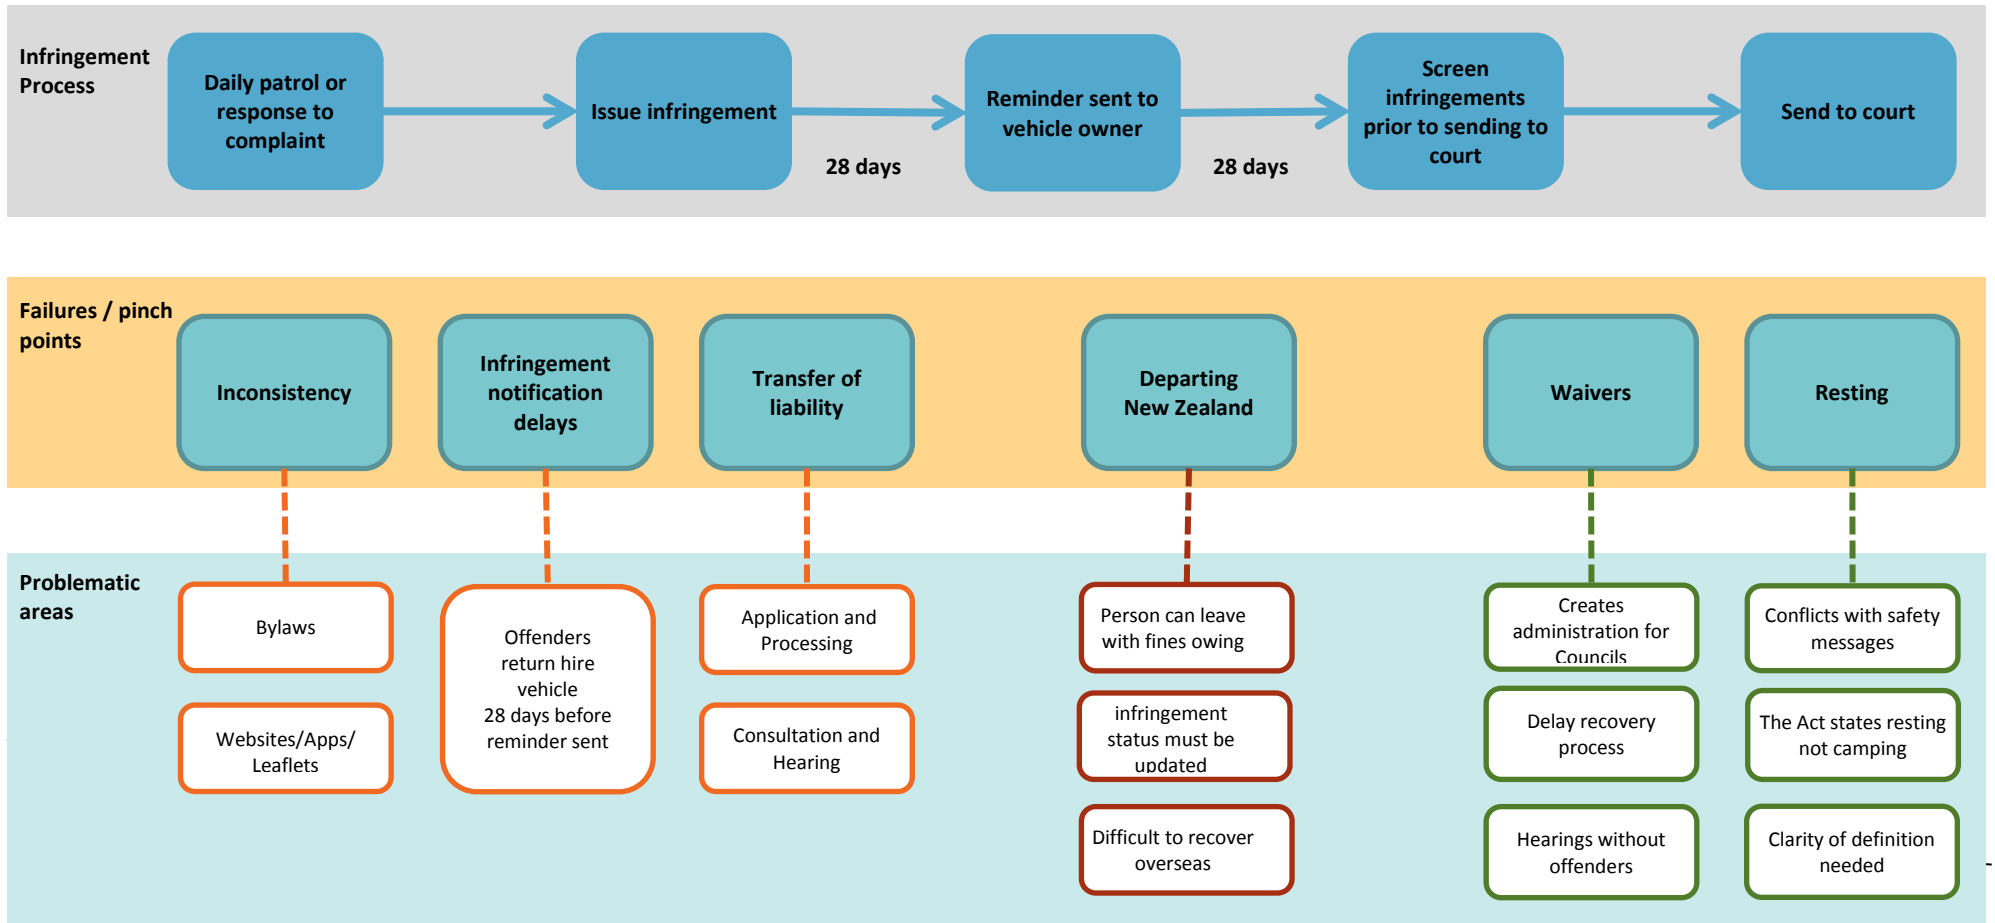 Infringement
Process
Daily patrol or
response to
complaint
Issue infringement
28 days
Reminder sent to
vehicle owner
28 days
Screen
infringements
prior to sending to
court
Send to court
Failures / pinch
points
Inconsistency
Infringement
notification
delays
Transfer of
liability
Departing
New Zealand
Waivers
Resting
Problematic
areas
Bylaws
Websites/Apps/
Leaflets
Offenders
return hire
vehicle
28 days before
reminder sent
Application and
Processing
Consultation and
Hearing
Person can leave
with fines owing
infringement
status must be
updated
Difficult to recover
overseas
Creates
administration for
Councils
Delay recovery
process
Hearings without
offenders
Conflicts with safety
messages
The Act states resting
not camping
Clarity of definition
needed